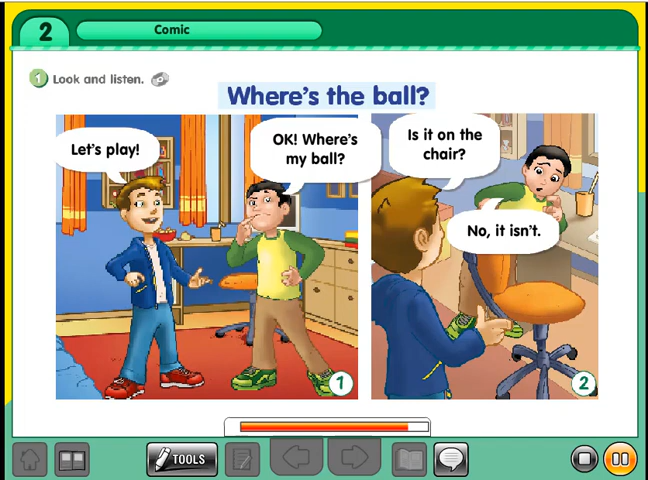 2
Comic
1 Look and listen.
Where's the ball?
Let's play!
OK! Where's
my ball?
1
Is it on the
chair?
No, it isn't.
2
TOOLS